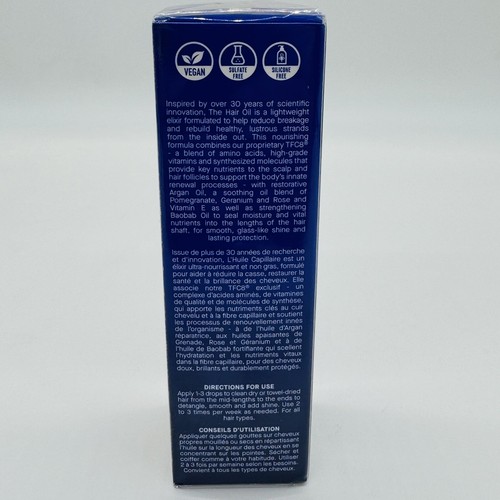 VEGAN
SULFATE
FREE
SILICONE
FREE
Inspired by over 30 years of scientific
innovation, The Hair Oil is a lightweight
elixir formulated to help reduce breakage
and rebuild healthy, lustrous strands
from the inside out. This nourishing
formula combines our proprietary TFC8®
- a blend of amino acids, high-grade
vitamins and synthesized molecules that
provide key nutrients to the scalp and
hair follicles to support the body's innate
renewal processes - with restorative
Argan Oil, a soothing oil blend of
Pomegranate, Geranium and Rose and
Vitamin E as well as strengthening
Baobab Oil to seal moisture and vital
nutrients into the lengths of the hair
shaft, for smooth, glass-like shine and
lasting protection.
Issue de plus de 30 années de recherche
et d'innovation, L'Huile Capillaire est un
élixir ultra-nourrissant et non gras, formulé
pour aider à réduire la casse, restaurer la
santé et la brillance des cheveux. Elle
associe notre TFC8® exclusif - un
complexe d'acides aminés, de vitamines
de qualité et de molécules de synthèse,
qui apporte les nutriments clés au cuir
chevelu et à la fibre capillaire et soutient
les processus de renouvellement innés
de l'organisme - à de l'huile d'Argan
réparatrice, aux huiles apaisantes de
Grenade, Rose et Géranium et à de
l'huile de Baobab fortifiante qui scellent
l'hydratation et les nutriments vitaux
dans la fibre capillaire, pour des cheveux
doux, brillants et durablement protégés.
DIRECTIONS FOR USE
Apply 1-3 drops to clean dry or towel-dried
hair from the mid-lengths to the ends to
detangle, smooth and add shine. Use 2
to 3 times per week as needed. For all
hair types.
CONSEILS D'UTILISATION
Appliquer quelques gouttes sur cheveux
propres mouillés ou secs en répartissant
l'huile sur la longueur des cheveux en se
concentrant sur les pointes. Sécher et
coiffer comme à votre habitude. Utiliser
2 à 3 fois par semaine selon les besoins.
Convient à tous les types de cheveux.